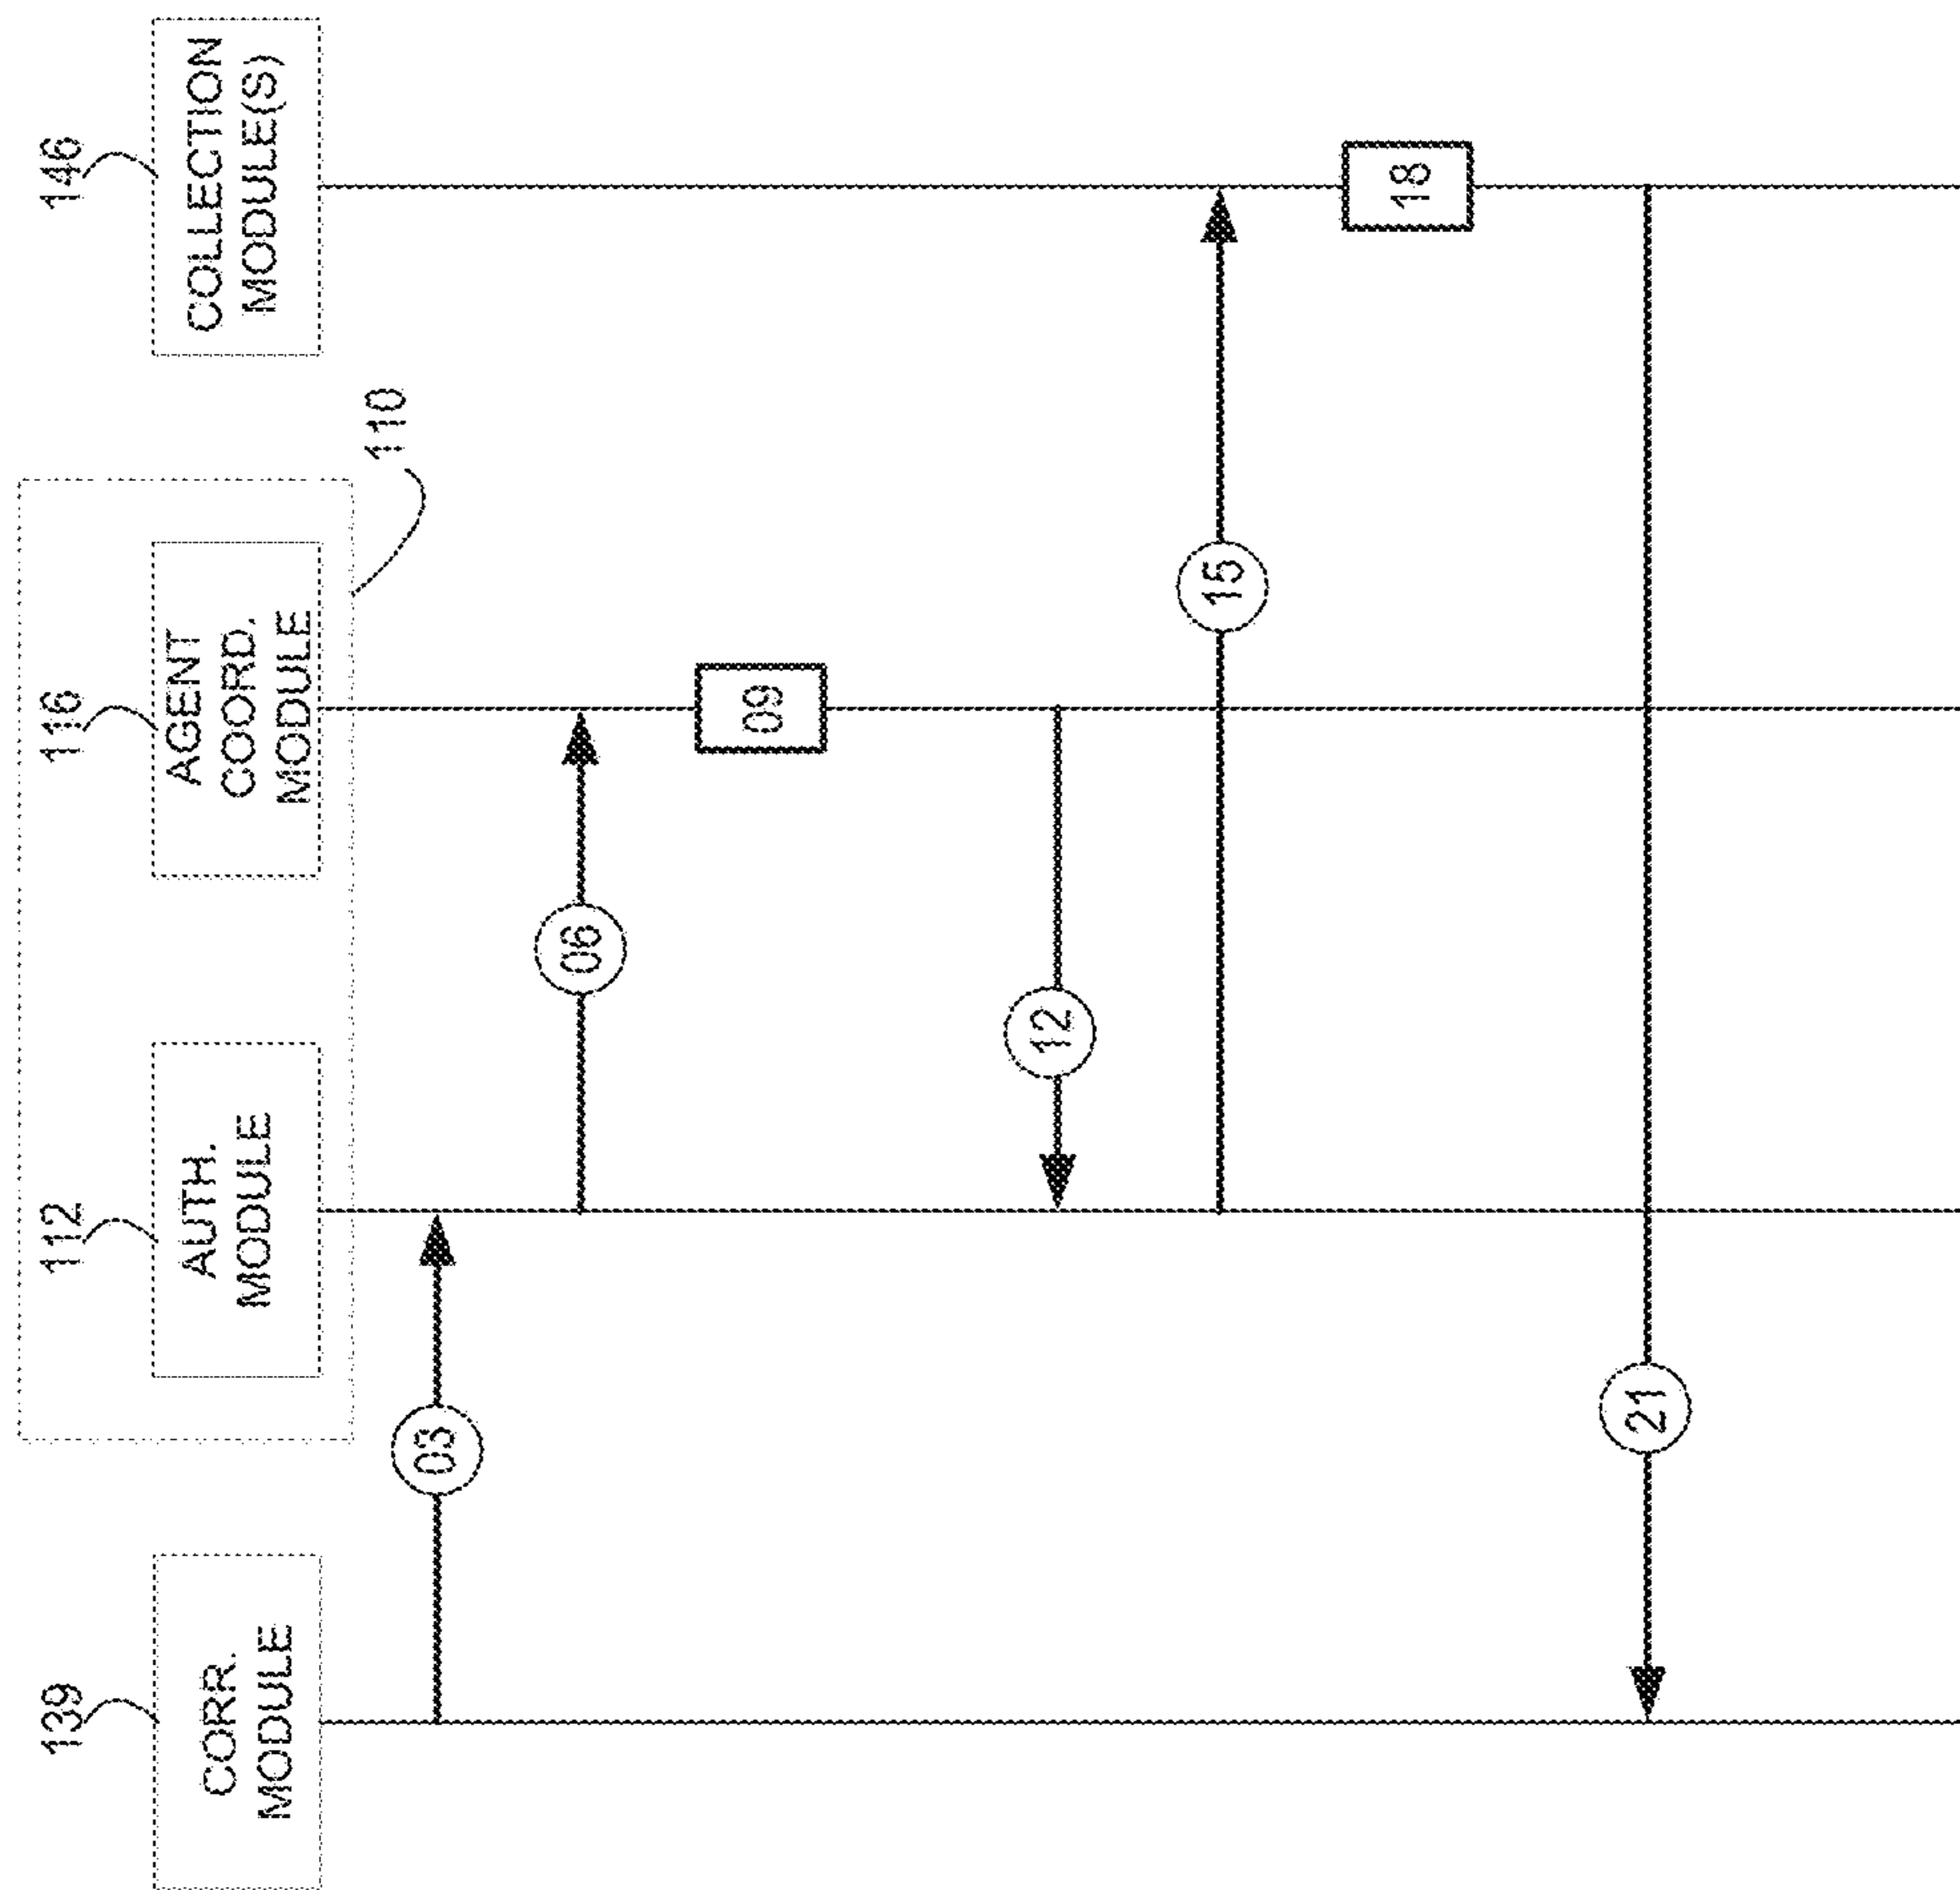 139
CORR.
MODULE
112
AUTH.
MODULE
116
AGENT
COORD.
MODULE
110
146
COLLECTION
MODULE(S)
03
06
09
12
15
18
21